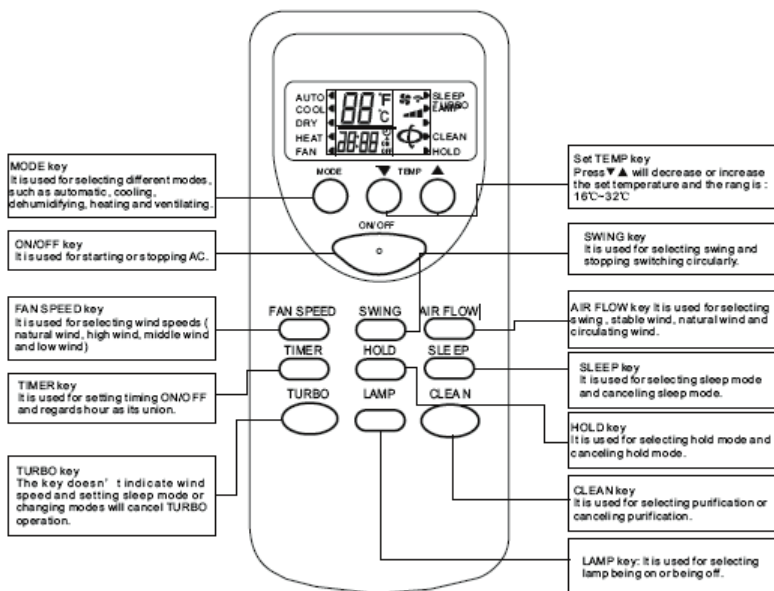 AUTO
COOL
DRY
HEAT
FAN
88 °F
°C
88:88
ON
OFF
SLEEP
TURBO
LAMP
CLEAN
HOLD
MODE
▼ TEMP ▲
ON/OFF
FAN SPEED SWING AIR FLOW
TIMER HOLD SLEEP
TURBO LAMP CLEAN
MODE key
It is used for selecting different modes,
such as automatic, cooling,
dehumidifying, heating and ventilating.
ON/OFF key
It is used for starting or stopping AC.
FAN SPEED key
It is used for selecting wind speeds (
natural wind, high wind, middle wind
and low wind)
TIMER key
It is used for setting timing ON/OFF
and regards hour as its union.
TURBO key
The key doesn' t indicate wind
speed and setting sleep mode or
changing modes will cancel TURBO
operation.
Set TEMP key
Press ▼ ▲ will decrease or increase
the set temperature and the rang is :
16℃~32℃
SWING key
It is used for selecting swing and
stopping switching circularly.
AIR FLOW key It is used for selecting
swing , stable wind, natural wind and
circulating wind.
SLEEP key
It is used for selecting sleep mode
and canceling sleep mode.
HOLD key
It is used for selecting hold mode and
canceling hold mode.
CLEAN key
It is used for selecting purification or
canceling purification.
LAMP key: It is used for selecting
lamp being on or being off.